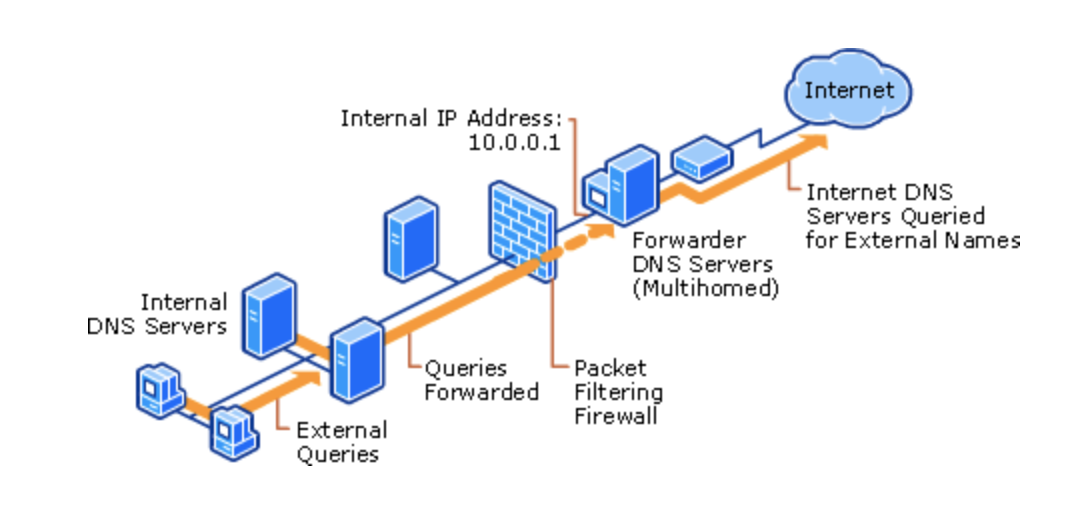 Internet
Internal IP Address:
10.0.0.1
Internet DNS
Servers Queried
for External Names
Forwarder
DNS Servers
(Multihomed)
Internal
DNS Servers
Queries
Forwarded
Packet
Filtering
Firewall
External
Queries